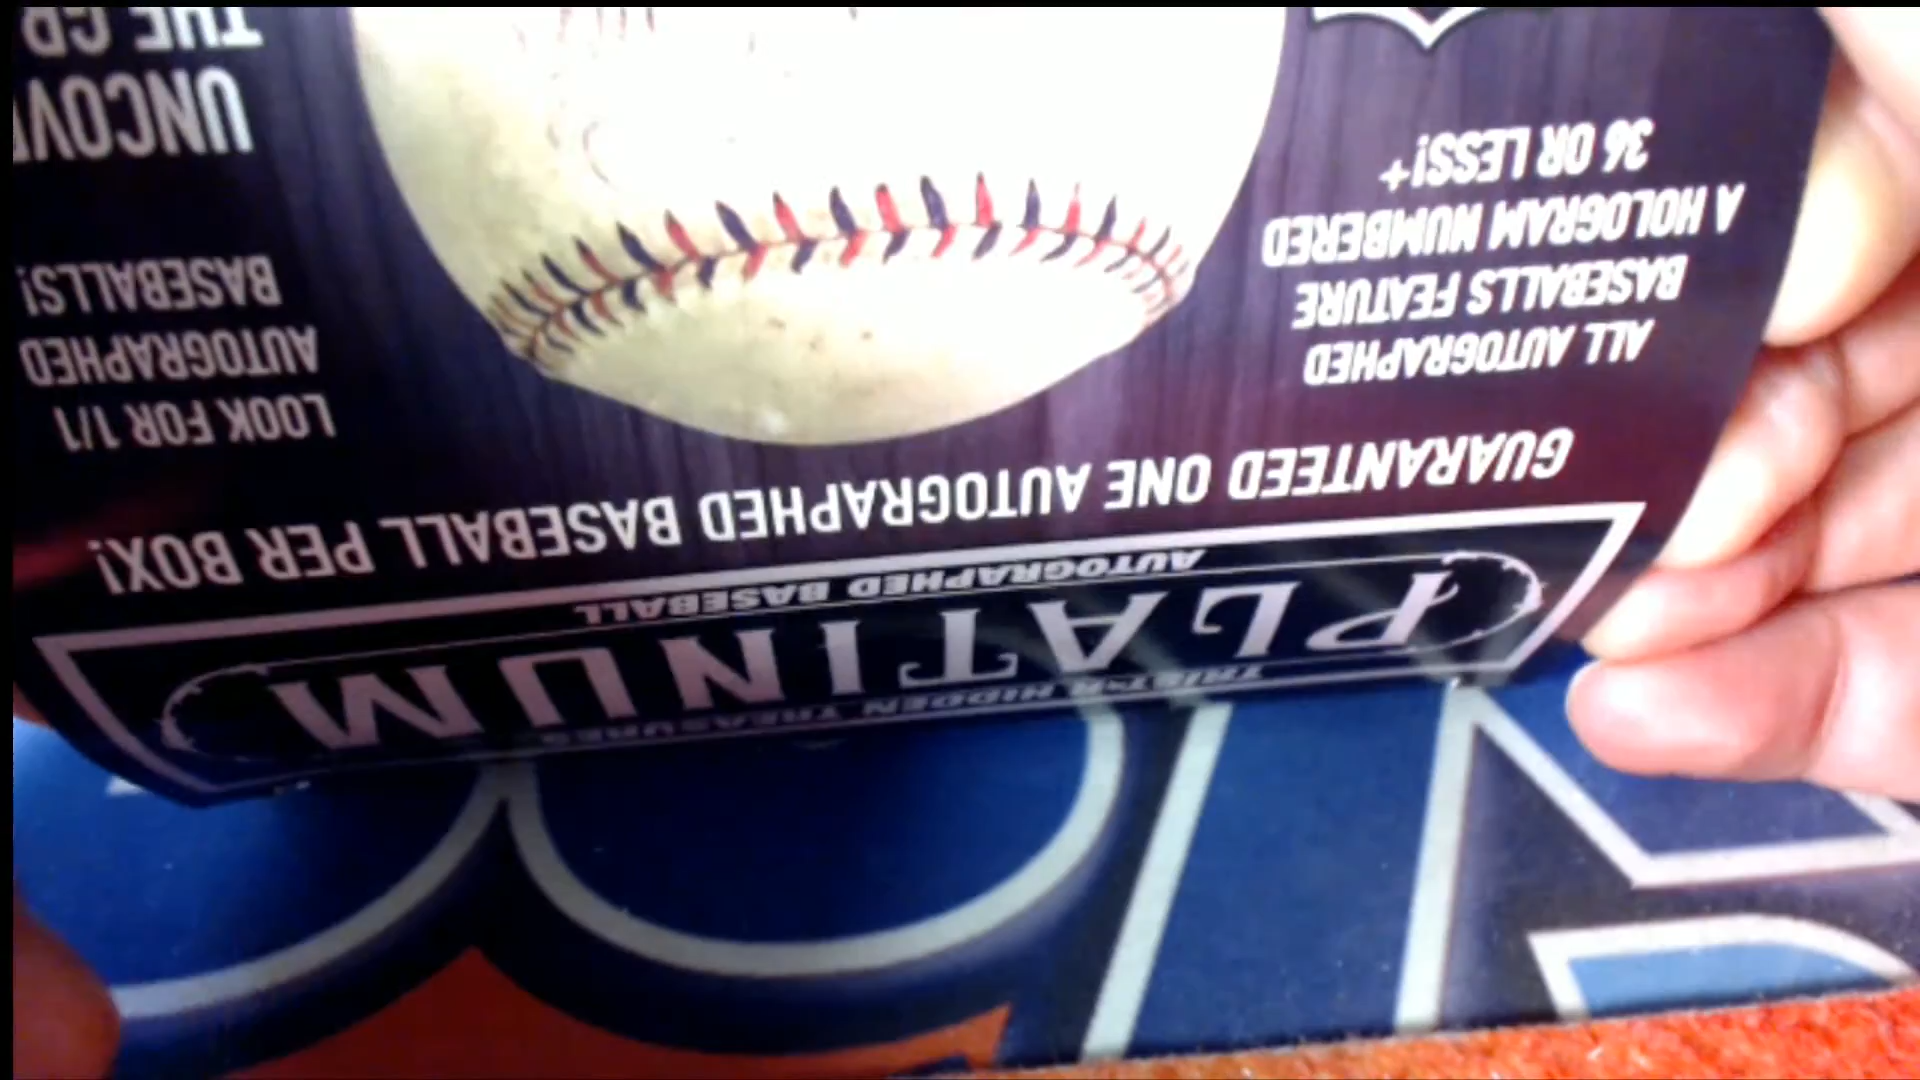 TRISTAR HIDDEN TREASURES
PLATINUM
AUTOGRAPHED BASEBALL
GUARANTEED ONE AUTOGRAPHED BASEBALL PER BOX!
ALL AUTOGRAPHED
BASEBALLS FEATURE
A HOLOGRAM NUMBERED
36 OR LESS!+
LOOK FOR 1/1
AUTOGRAPHED
BASEBALLS!
UNCOV
THE GR